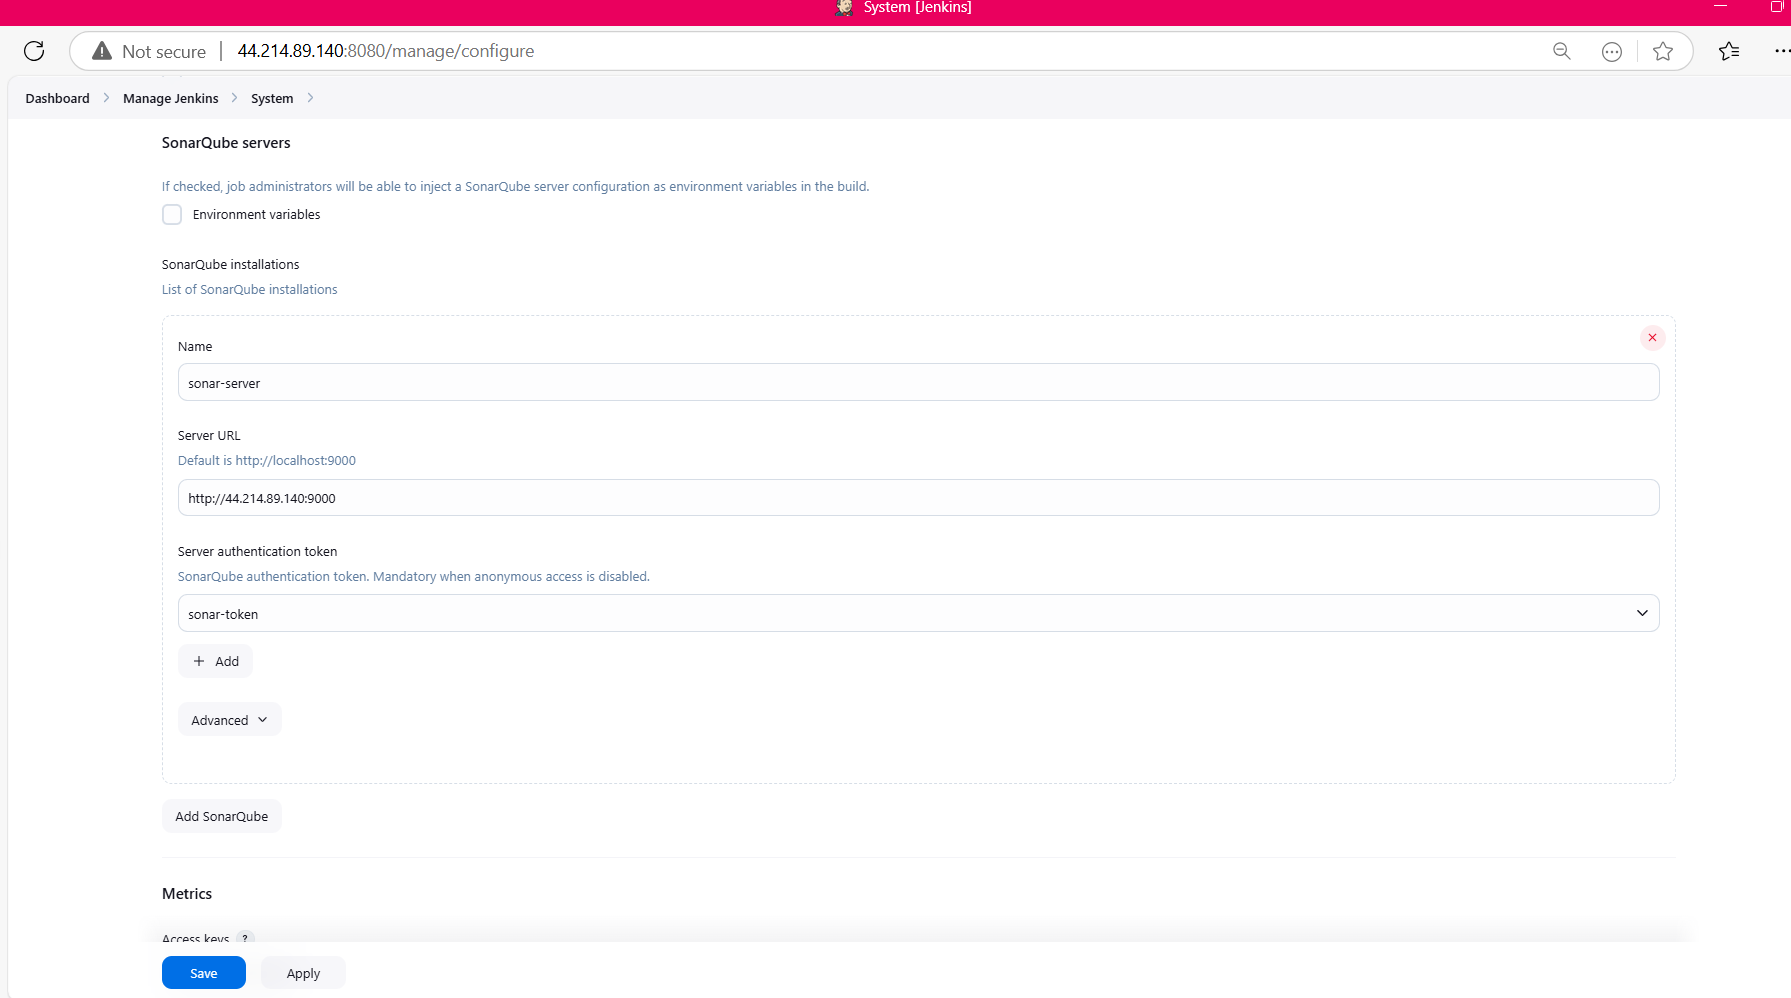 System [Jenkins]
Not secure | 44.214.89.140:8080/manage/configure
Dashboard > Manage Jenkins > System >
SonarQube servers
If checked, job administrators will be able to inject a SonarQube server configuration as environment variables in the build.
Environment variables
SonarQube installations
List of SonarQube installations
Name
sonar-server
Server URL
Default is http://localhost:9000
http://44.214.89.140:9000
Server authentication token
SonarQube authentication token. Mandatory when anonymous access is disabled.
sonar-token
+ Add
Advanced
Add SonarQube
Metrics
Access keys ?
Save Apply